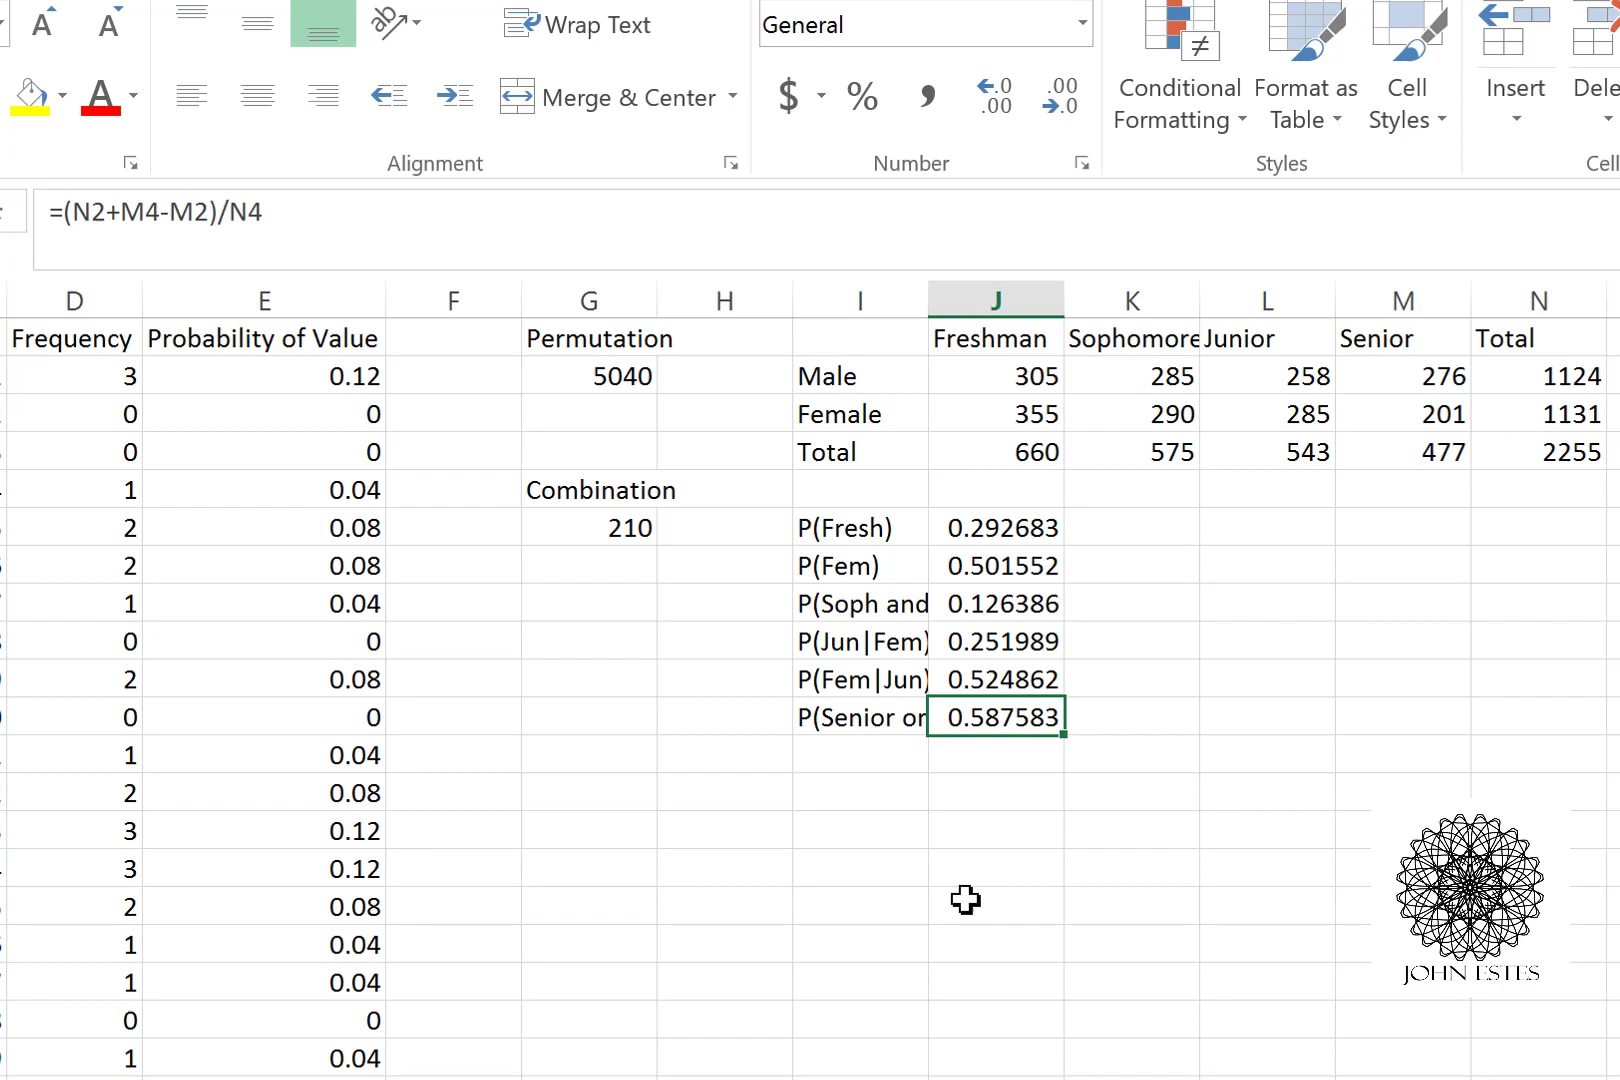 Wrap Text
General
Merge & Center
$ % , .0 .00 .00 .0
Conditional Formatting
Format as Table
Cell Styles
Insert
Alignment
Number
Styles
=(N2+M4-M2)/N4
D E F G H I J K L M N
Frequency Probability of Value Permutation Freshman Sophomore Junior Senior Total
3 0.12 5040 Male 305 285 258 276 1124
0 0 Female 355 290 285 201 1131
0 0 Total 660 575 543 477 2255
1 0.04 Combination
2 0.08 210 P(Fresh) 0.292683
2 0.08 P(Fem) 0.501552
1 0.04 P(Soph and 0.126386
0 0 P(Jun|Fem) 0.251989
2 0.08 P(Fem|Jun) 0.524862
0 0 P(Senior or 0.587583
1 0.04
2 0.08
3 0.12
3 0.12
2 0.08
1 0.04
1 0.04
0 0
1 0.04
JOHN ESTES